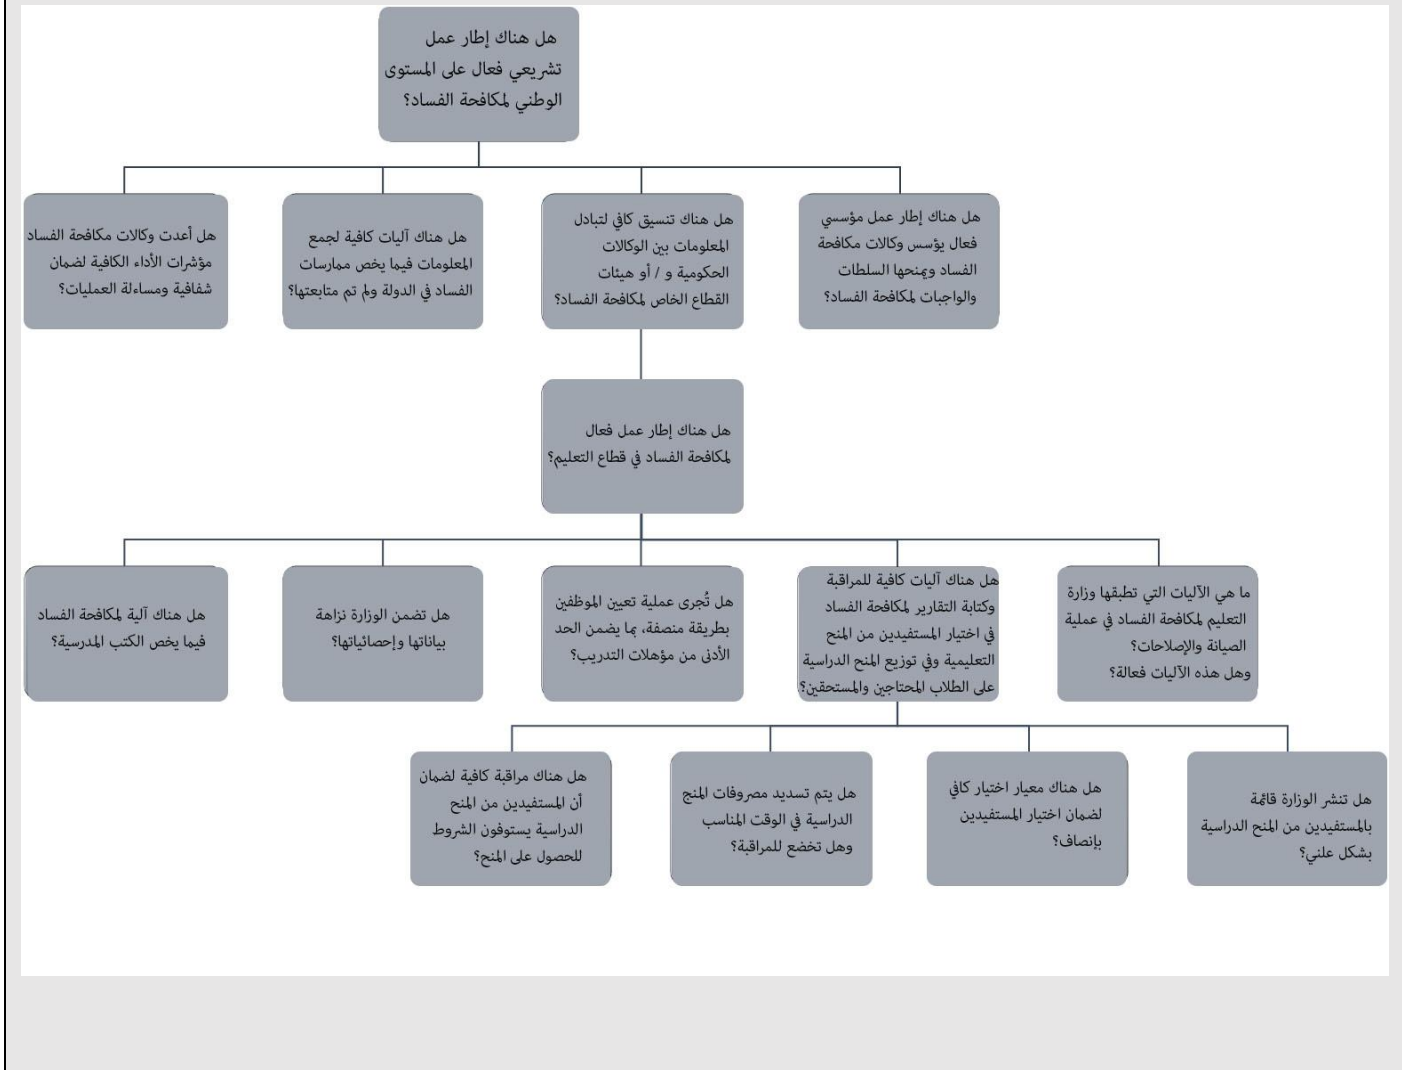 هل هناك إطار عمل
تشريعي فعال على المستوى
الوطني لمكافحة الفساد؟
هل هناك إطار عمل مؤسسي
فعال يؤسس وكالات مكافحة
الفساد ويمنحها السلطات
والواجبات لمكافحة الفساد؟
هل هناك تنسيق كافي لتبادل
المعلومات بين الوكالات
الحكومية و / أو هيئات
القطاع الخاص لمكافحة الفساد؟
هل هناك آليات كافية لجمع
المعلومات فيما يخص ممارسات
الفساد في الدولة ولم تم متابعتها؟
هل أعدت وكالات مكافحة الفساد
مؤشرات الأداء الكافية لضمان
شفافية ومساءلة العمليات؟
هل هناك إطار عمل فعال
لمكافحة الفساد في قطاع التعليم؟
ما هي الآليات التي تطبقها وزارة
التعليم لمكافحة الفساد في عملية
الصيانة والإصلاحات؟
وهل هذه الآليات فعالة؟
هل هناك آليات كافية للمراقبة
وكتابة التقارير لمكافحة الفساد
في اختيار المستفيدين من المنح
التعليمية وفي توزيع المنح الدراسية
على الطلاب المحتاجين والمستحقين؟
هل تُجرى عملية تعيين الموظفين
بطريقة منصفة، بما يضمن الحد
الأدنى من مؤهلات التدريب؟
هل تضمن الوزارة نزاهة
بياناتها وإحصائياتها؟
هل هناك آلية لمكافحة الفساد
فيما يخص الكتب المدرسية؟
هل تنشر الوزارة قائمة
بالمستفيدين من المنح الدراسية
بشكل علني؟
هل هناك معيار اختيار كافي
لضمان اختيار المستفيدين
بإنصاف؟
هل يتم تسديد مصروفات المنح
الدراسية في الوقت المناسب
وهل تخضع للمراقبة؟
هل هناك مراقبة كافية لضمان
أن المستفيدين من المنح
الدراسية يستوفون الشروط
للحصول على المنح؟